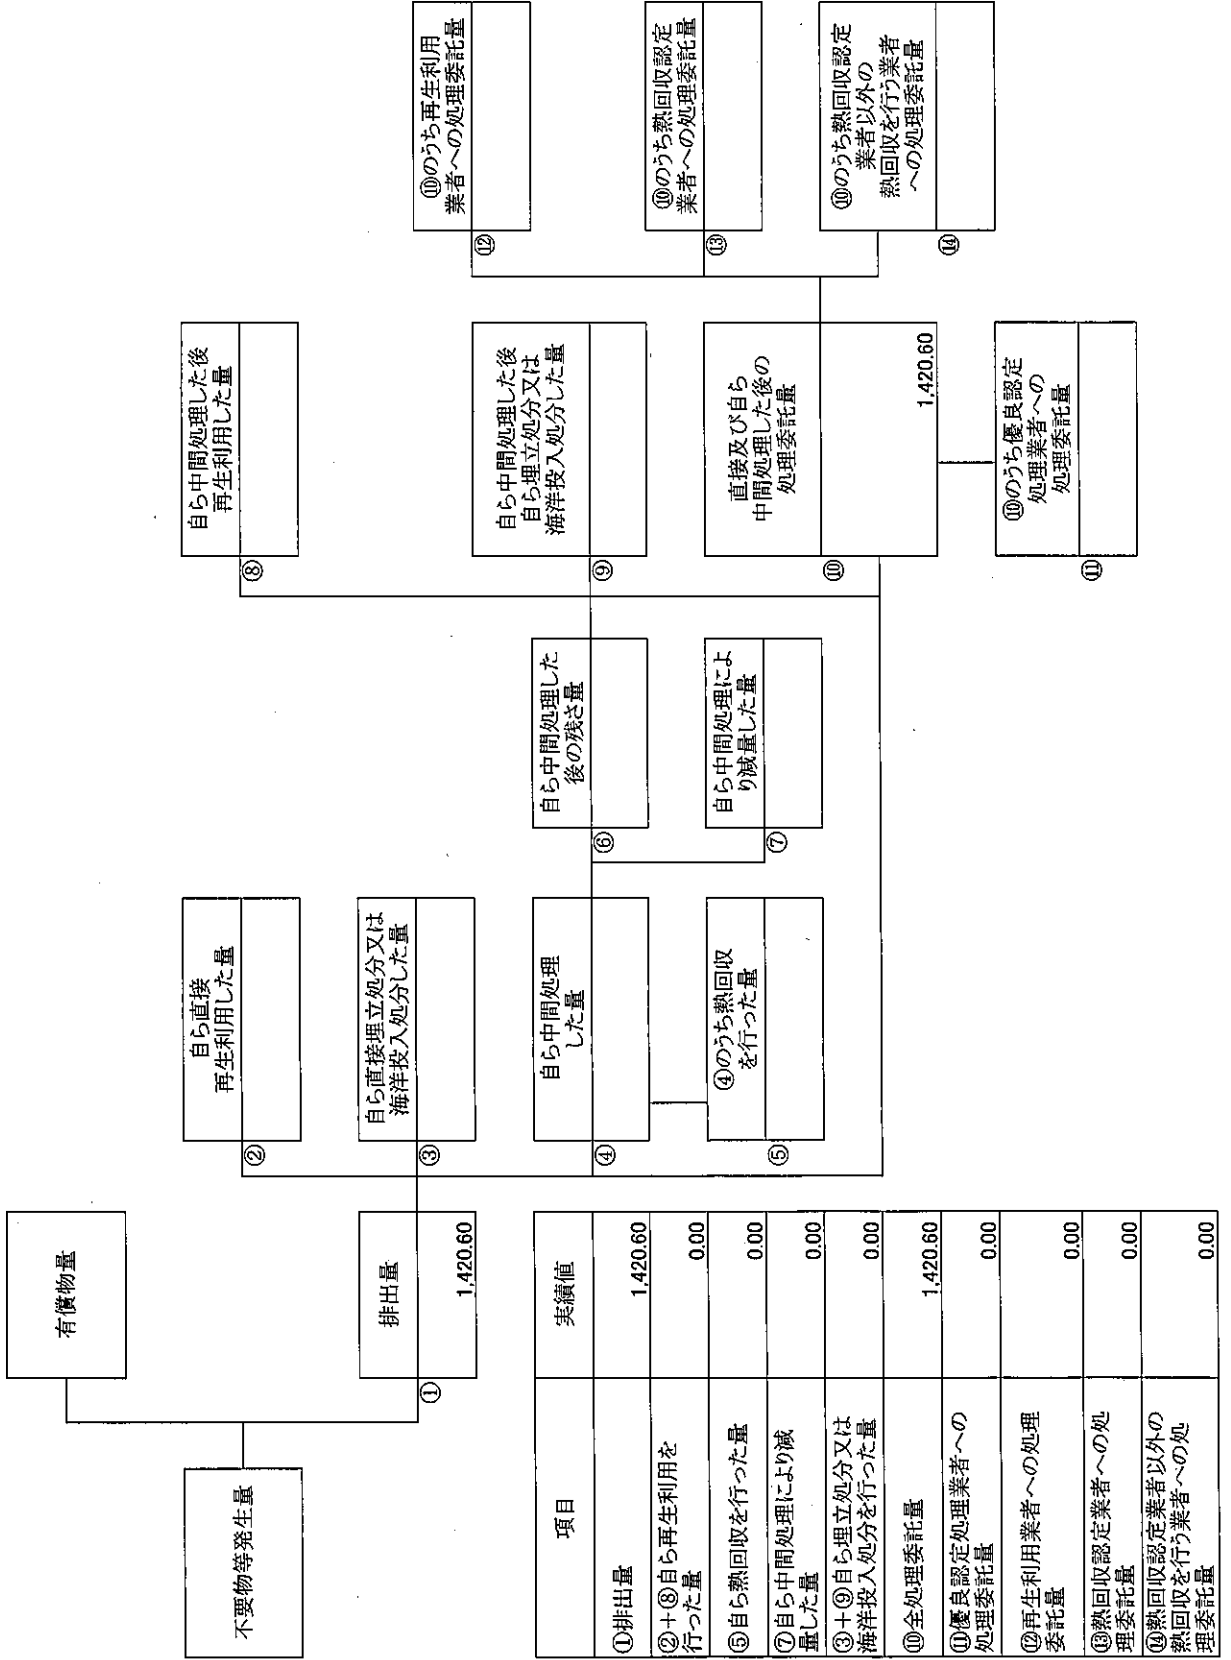 不要物等発生量
有償物量
排出量
①
1,420.60
自ら直接
再生利用した量
②
自ら直接埋立処分又は
海洋投入処分した量
③
自ら中間処理
した量
④
④のうち熱回収
を行った量
⑤
自ら中間処理した
後の残さ量
⑥
自ら中間処理によ
り減量した量
⑦
自ら中間処理した後
再生利用した量
⑧
自ら中間処理した後
自ら埋立処分又は
海洋投入処分した量
⑨
直接及び自ら
中間処理した後の
処理委託量
⑩
1,420.60
⑩のうち優良認定
処理業者への
処理委託量
⑪
⑩のうち再生利用
業者への処理委託量
⑫
⑩のうち熱回収認定
業者への処理委託量
⑬
⑩のうち熱回収認定
業者以外の
熱回収を行う業者
への処理委託量
⑭
項目 実績値
①排出量 1,420.60
②+⑧自ら再生利用を
行った量 0.00
⑤自ら熱回収を行った量 0.00
⑦自ら中間処理により減
量した量 0.00
③+⑨自ら埋立処分又は
海洋投入処分を行った量 0.00
⑩全処理委託量 1,420.60
⑪優良認定処理業者への
処理委託量 0.00
⑫再生利用業者への処理
委託量 0.00
⑬熱回収認定業者への処
理委託量 0.00
⑭熱回収認定業者以外の
熱回収を行う業者への処
理委託量 0.00